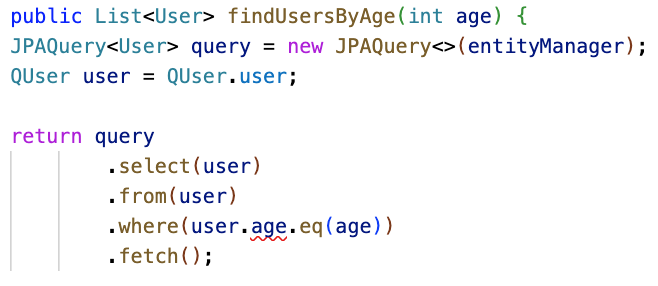 public List<User> findUsersByAge(int age) {
JPAQuery<User> query = new JPAQuery<>(entityManager);
QUser user = QUser.user;
return query
.select(user)
.from(user)
.where(user.age.eq(age))
.fetch();